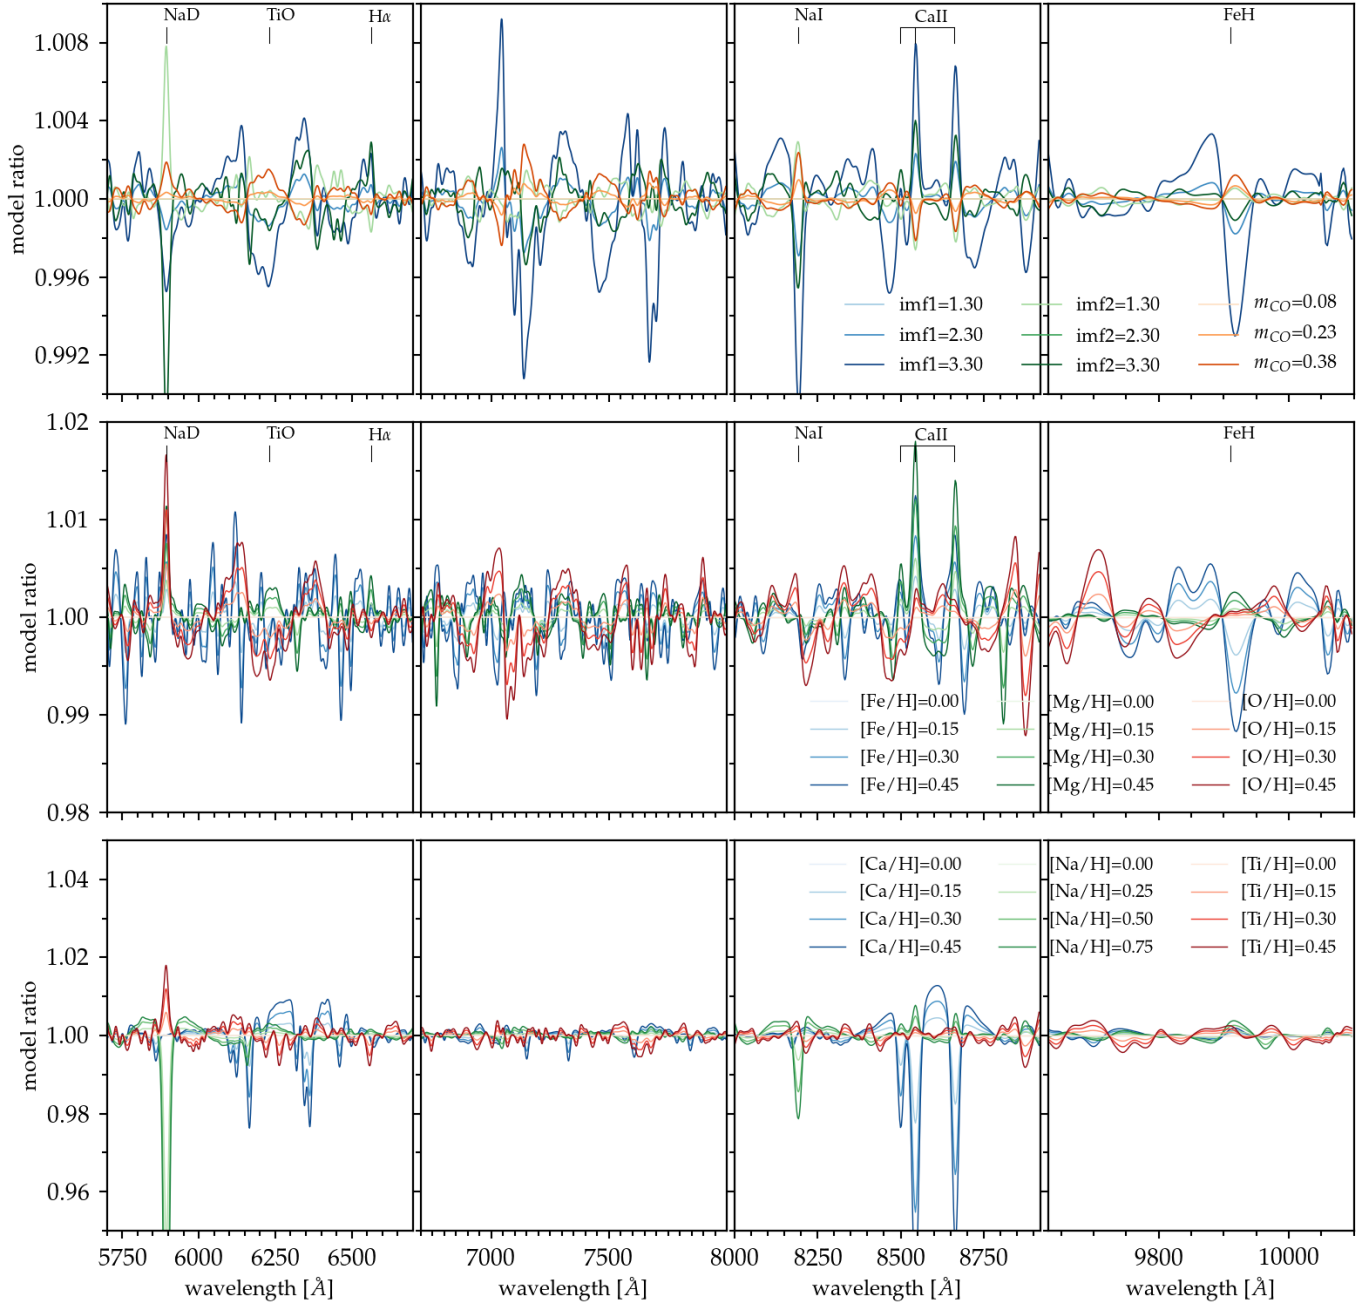 NaD TiO Hα NaI CaII FeH
1.008
1.004
1.000
0.996
0.992
model ratio
imf1=1.30 imf2=1.30 m_CO=0.08
imf1=2.30 imf2=2.30 m_CO=0.23
imf1=3.30 imf2=3.30 m_CO=0.38
1.02
NaD TiO Hα NaI CaII FeH
1.01
1.00
0.99
0.98
model ratio
[Fe/H]=0.00 [Mg/H]=0.00 [O/H]=0.00
[Fe/H]=0.15 [Mg/H]=0.15 [O/H]=0.15
[Fe/H]=0.30 [Mg/H]=0.30 [O/H]=0.30
[Fe/H]=0.45 [Mg/H]=0.45 [O/H]=0.45
1.04
1.02
1.00
0.98
0.96
model ratio
[Ca/H]=0.00 [Na/H]=0.00 [Ti/H]=0.00
[Ca/H]=0.15 [Na/H]=0.25 [Ti/H]=0.15
[Ca/H]=0.30 [Na/H]=0.50 [Ti/H]=0.30
[Ca/H]=0.45 [Na/H]=0.75 [Ti/H]=0.45
5750 6000 6250 6500 7000 7500 8000 8250 8500 8750 9800 10000
wavelength [Å] wavelength [Å] wavelength [Å] wavelength [Å]